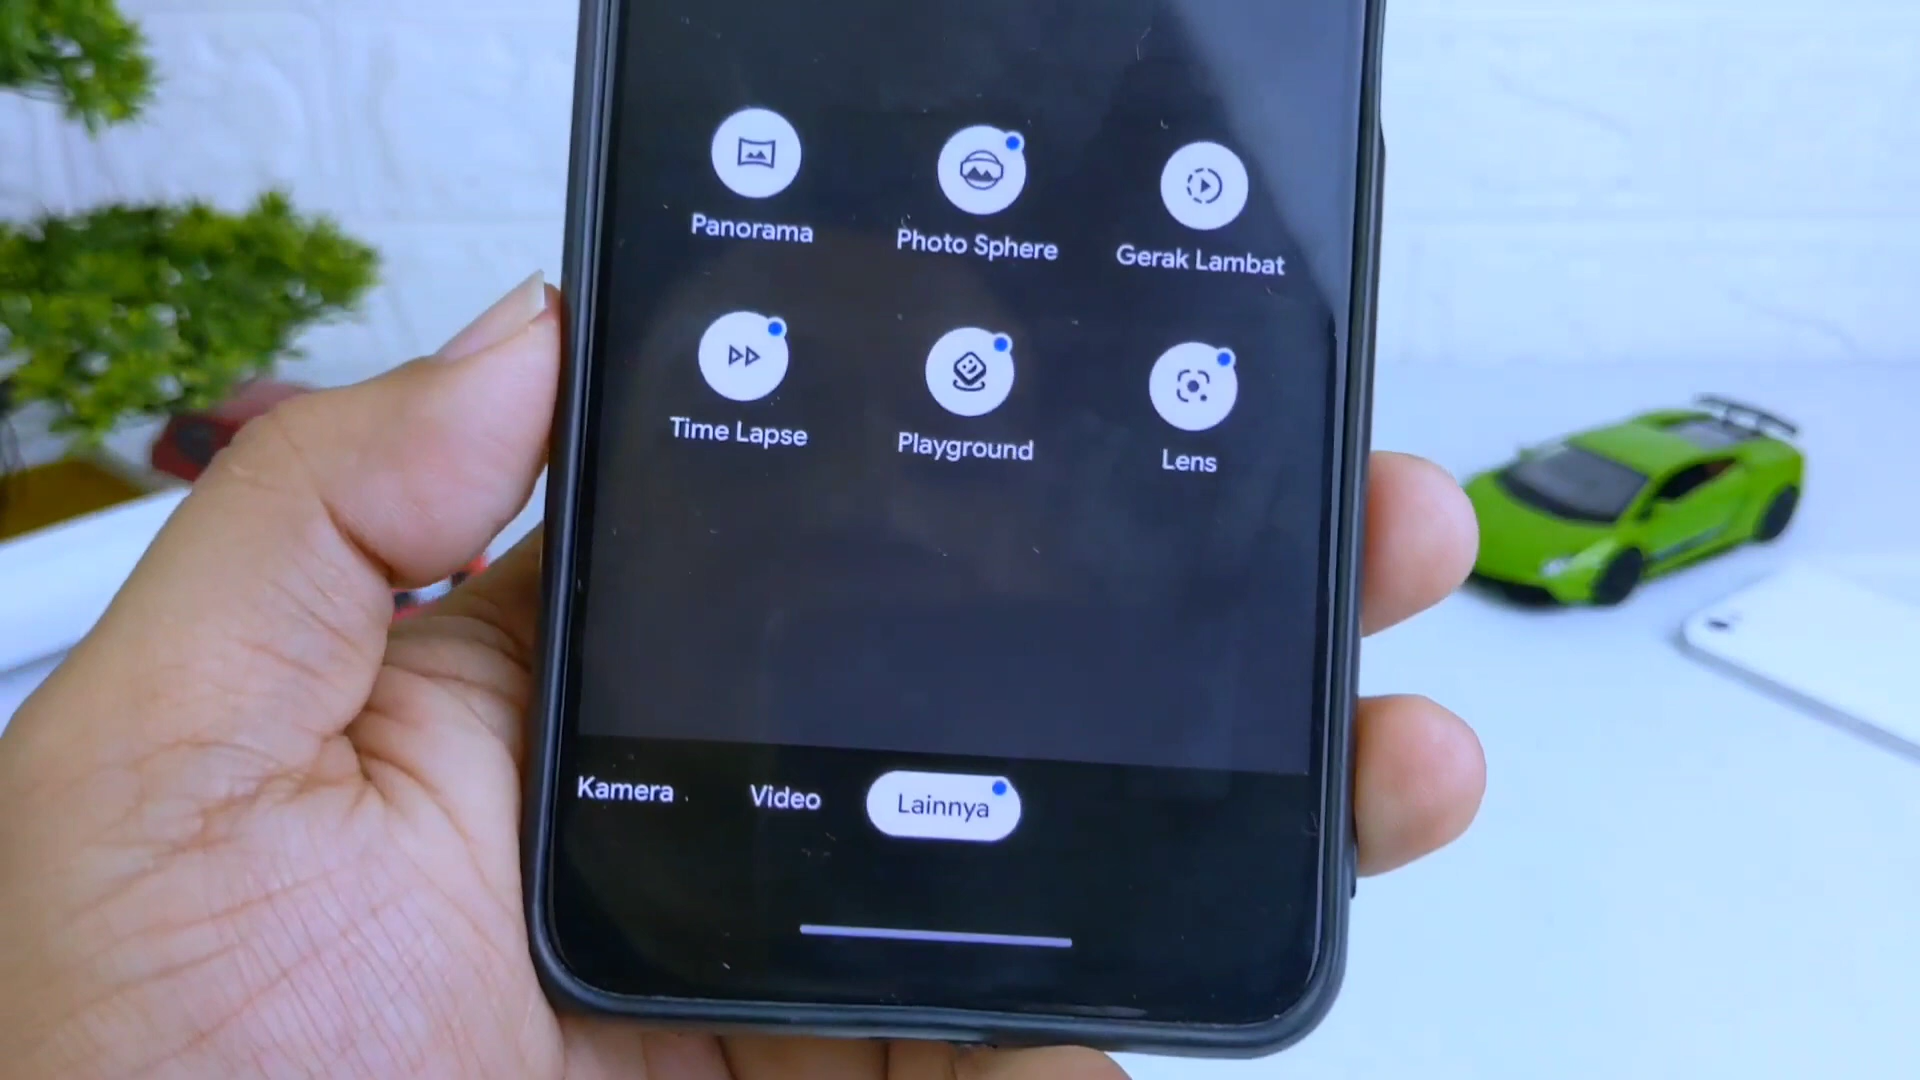 Panorama
Photo Sphere
Gerak Lambat
Time Lapse
Playground
Lens
Kamera
Video
Lainnya